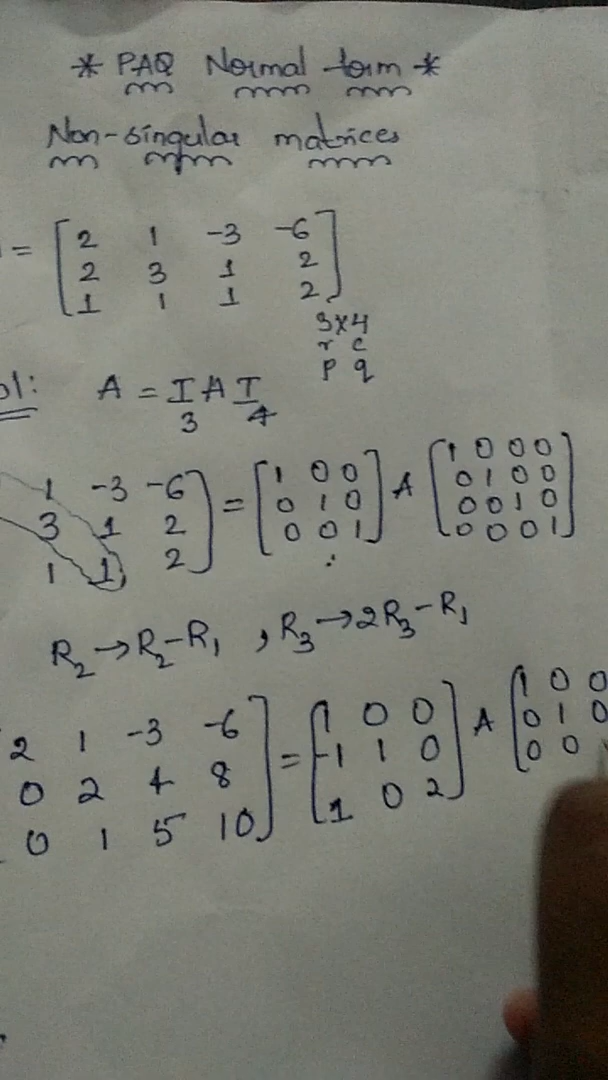 * PAQ Normal form *
Non-singular matrices
= [ 2 1 -3 -6 ]
2 3 1 2
1 1 1 2
3x4
r c
p q
ol: A = I₃ A I₄
1 -3 -6 ] = [ 1 0 0 ] A [ 1 0 0 0 ]
3 1 2 0 1 0 0 1 0 0
1 1 2 0 0 1 0 0 1 0
0 0 0 1
R₂→R₂-R₁ , R₃→2R₃-R₁
2 1 -3 -6 ] = [ 1 0 0 ] A [ 1 0 0
0 2 4 8 -1 1 0 0 1 0
0 1 5 10 1 0 2 0 0